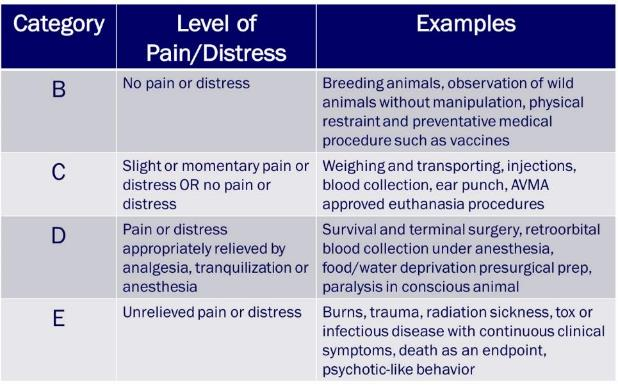 Category
Level of
Pain/Distress
Examples
B
No pain or distress
Breeding animals, observation of wild
animals without manipulation, physical
restraint and preventative medical
procedure such as vaccines
C
Slight or momentary pain or
distress OR no pain or
distress
Weighing and transporting, injections,
blood collection, ear punch, AVMA
approved euthanasia procedures
D
Pain or distress
appropriately relieved by
analgesia, tranquilization or
anesthesia
Survival and terminal surgery, retroorbital
blood collection under anesthesia,
food/water deprivation presurgical prep,
paralysis in conscious animal
E
Unrelieved pain or distress
Burns, trauma, radiation sickness, tox or
infectious disease with continuous clinical
symptoms, death as an endpoint,
psychotic-like behavior